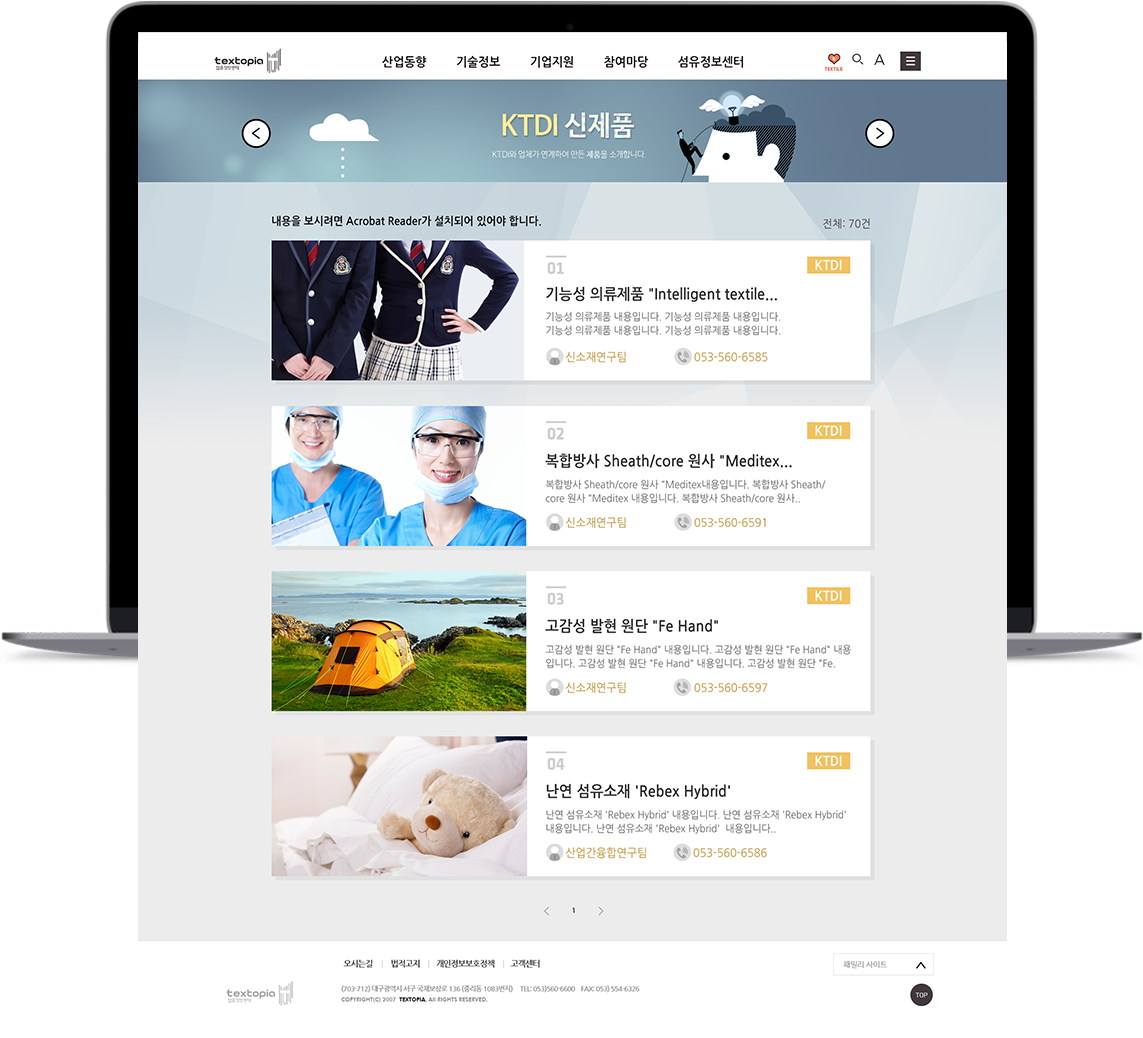 textopia
섬유정보센터
산업동향 기술정보 기업지원 참여마당 섬유정보센터
TEXTILE
A
KTDI 신제품
KTDI와 업체가 연계하여 만든 제품을 소개합니다.
내용을 보시려면 Acrobat Reader가 설치되어 있어야 합니다.
전체: 70건
01
KTDI
기능성 의류제품 "Intelligent textile...
기능성 의류제품 내용입니다. 기능성 의류제품 내용입니다.
기능성 의류제품 내용입니다. 기능성 의류제품 내용입니다.
신소재연구팀 053-560-6585
02
KTDI
복합방사 Sheath/core 원사 "Meditex...
복합방사 Sheath/core 원사 "Meditex내용입니다. 복합방사 Sheath/
core 원사 "Meditex 내용입니다. 복합방사 Sheath/core 원사..
신소재연구팀 053-560-6591
03
KTDI
고감성 발현 원단 "Fe Hand"
고감성 발현 원단 "Fe Hand" 내용입니다. 고감성 발현 원단 "Fe Hand" 내용
입니다. 고감성 발현 원단 "Fe Hand" 내용입니다. 고감성 발현 원단 "Fe.
신소재연구팀 053-560-6597
04
KTDI
난연 섬유소재 'Rebex Hybrid'
난연 섬유소재 'Rebex Hybrid' 내용입니다. 난연 섬유소재 'Rebex Hybrid'
내용입니다. 난연 섬유소재 'Rebex Hybrid' 내용입니다..
산업간융합연구팀 053-560-6586
1
오시는길 법적고지 개인정보보호정책 고객센터
패밀리 사이트
textopia
섬유정보센터
(703-712) 대구광역시 서구 국채보상로 136 (중리동 1083번지) TEL: 053)560-6600 FAX: 053) 554-6326
COPYRIGHT(C) 2007 TEXTOPIA, All RIGHTS RESERVED.
TOP